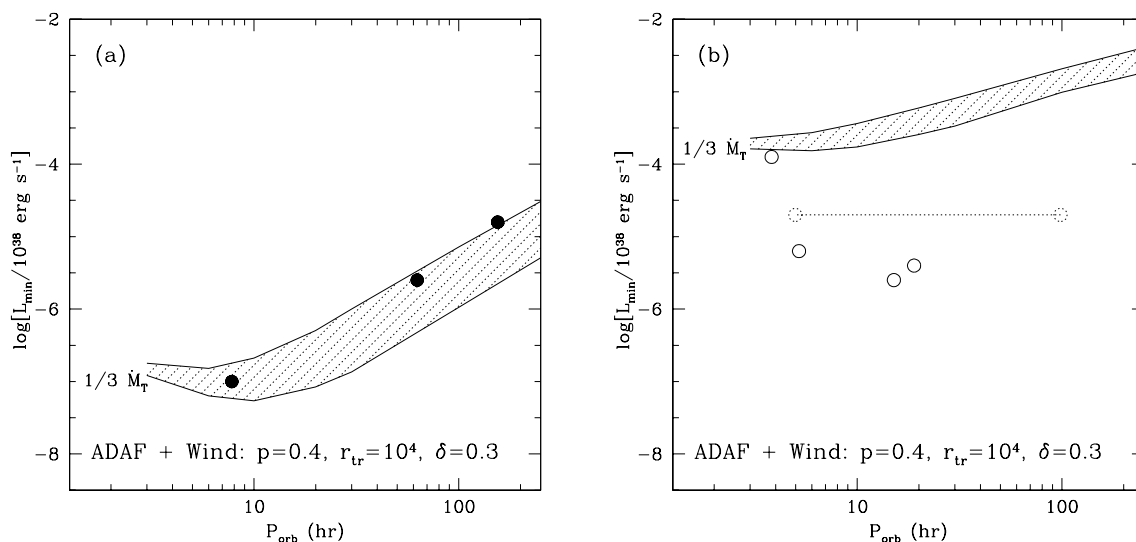 (a)
−2
−4
−6
−8
log[L_min/10^38 erg s^−1]
1/3 Ṁ_T
ADAF + Wind: p=0.4, r_tr=10^4, δ=0.3
10
100
P_orb (hr)
(b)
−2
−4
−6
−8
log[L_min/10^38 erg s^−1]
1/3 Ṁ_T
ADAF + Wind: p=0.4, r_tr=10^4, δ=0.3
10
100
P_orb (hr)